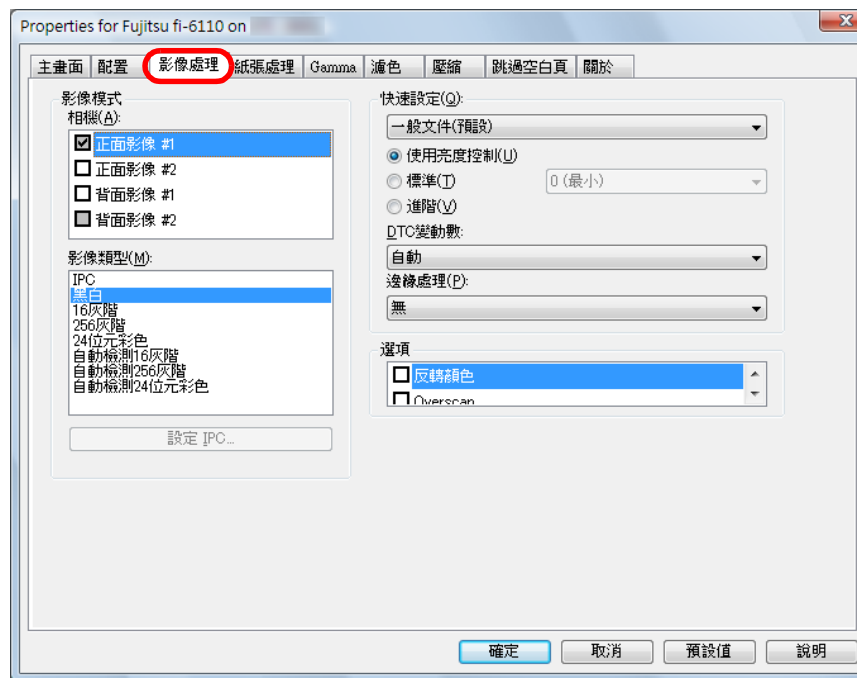 Properties for Fujitsu fi-6110 on
主畫面 配置 影像處理 紙張處理 Gamma 濾色 壓縮 跳過空白頁 關於
影像模式
相機(A):
正面影像 #1
正面影像 #2
背面影像 #1
背面影像 #2
影像類型(M):
IPC
黑白
16灰階
256灰階
24位元彩色
自動檢測16灰階
自動檢測256灰階
自動檢測24位元彩色
設定 IPC...
快速設定(Q):
一般文件(預設)
使用亮度控制(U)
標準(T) 0 (最小)
進階(V)
DTC變動數:
自動
邊緣處理(P):
無
選項
反轉顏色
Overscan
確定 取消 預設值 說明